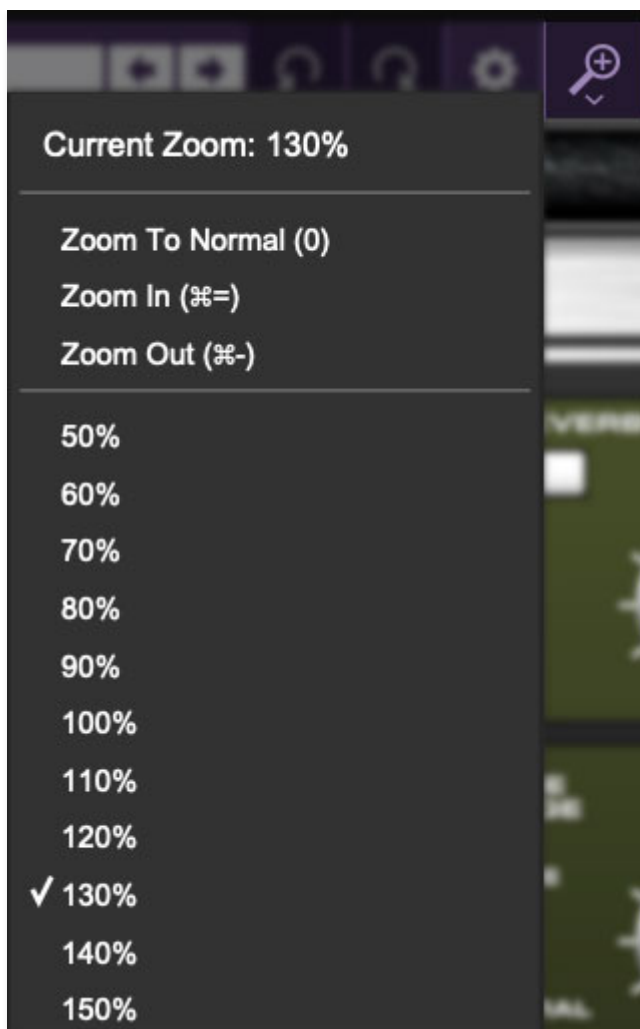 Current Zoom: 130%
Zoom To Normal (0)
Zoom In (⌘=)
Zoom Out (⌘-)
50%
60%
70%
80%
90%
100%
110%
120%
✓ 130%
140%
150%